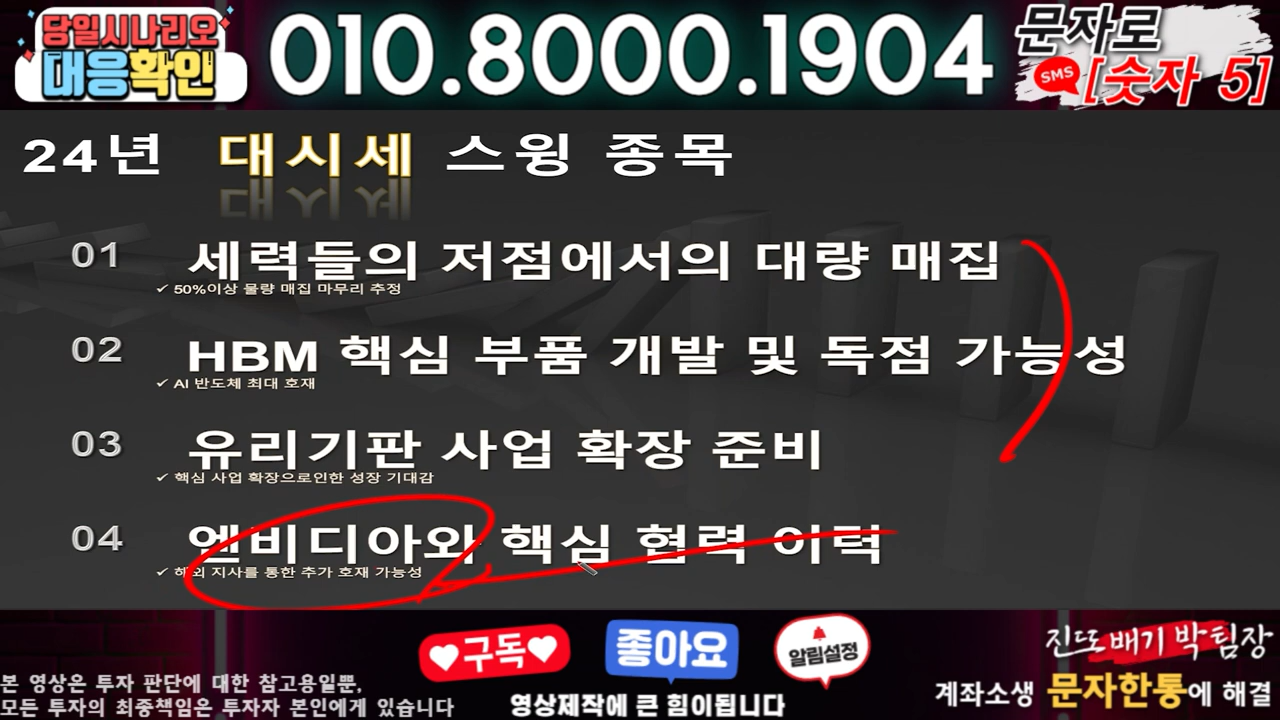 당일시나리오
대응확인
010.8000.1904
문자로
SMS [숫자 5]
24년 대시세 스윙 종목
01 세력들의 저점에서의 대량 매집
✓ 50%이상 물량 매집 마무리 추정
02 HBM 핵심 부품 개발 및 독점 가능성
✓ AI 반도체 최대 호재
03 유리기판 사업 확장 준비
✓ 핵심 사업 확장으로인한 성장 기대감
04 엔비디아와 핵심 협력 이력
✓ 해외 지사를 통한 추가 호재 가능성
구독
좋아요
알림설정
영상제작에 큰 힘이됩니다
본 영상은 투자 판단에 대한 참고용일뿐,
모든 투자의 최종책임은 투자자 본인에게 있습니다
진또배기 박팀장
계좌소생 문자한통에 해결